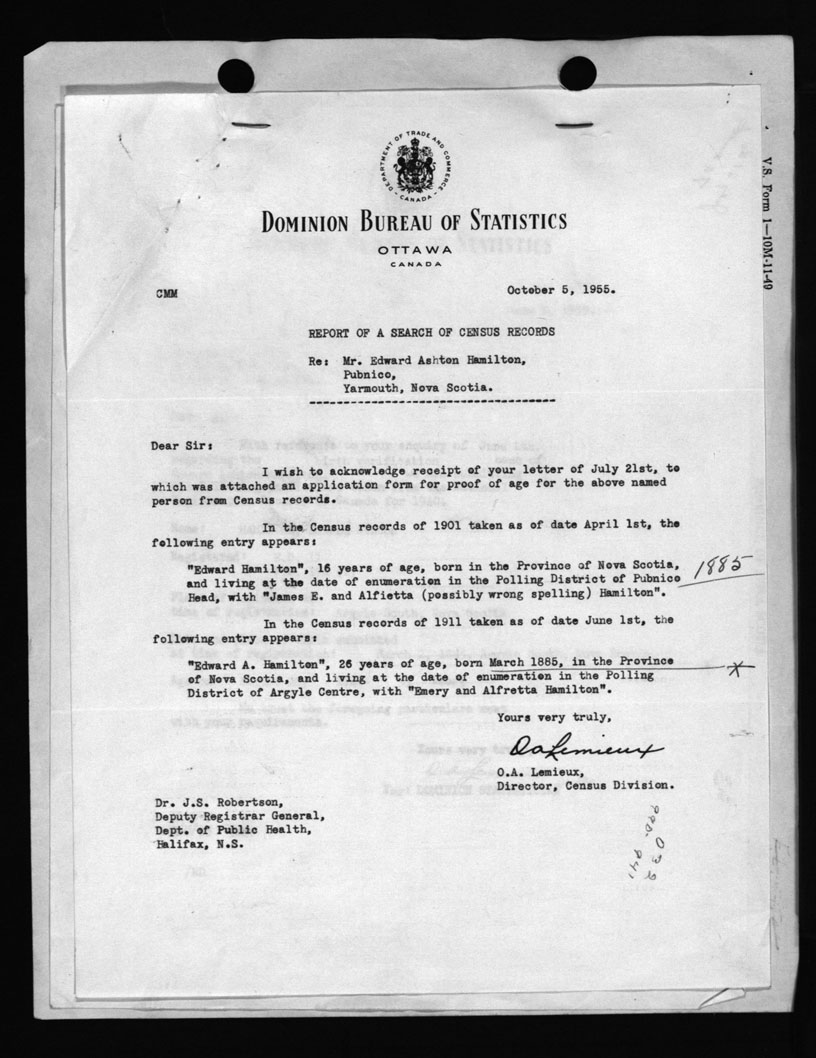 DEPARTMENT OF TRADE AND COMMERCE
- CANADA -
DOMINION BUREAU OF STATISTICS
OTTAWA
CANADA
V.S. Form 1—10M-11-49
CMM
October 5, 1955.
REPORT OF A SEARCH OF CENSUS RECORDS
Re: Mr. Edward Ashton Hamilton,
Pubnico,
Yarmouth, Nova Scotia.
------------------------------------
Dear Sir:
I wish to acknowledge receipt of your letter of July 21st, to
which was attached an application form for proof of age for the above named
person from Census records.
In the Census records of 1901 taken as of date April 1st, the
following entry appears:
"Edward Hamilton", 16 years of age, born in the Province of Nova Scotia,
and living at the date of enumeration in the Polling District of Pubnico
Head, with "James E. and Alfietta (possibly wrong spelling) Hamilton".
1885
In the Census records of 1911 taken as of date June 1st, the
following entry appears:
"Edward A. Hamilton", 26 years of age, born March 1885, in the Province
of Nova Scotia, and living at the date of enumeration in the Polling
District of Argyle Centre, with "Emery and Alfretta Hamilton".
Yours very truly,
O.A. Lemieux
O.A. Lemieux,
Director, Census Division.
Dr. J.S. Robertson,
Deputy Registrar General,
Dept. of Public Health,
Halifax, N.S.